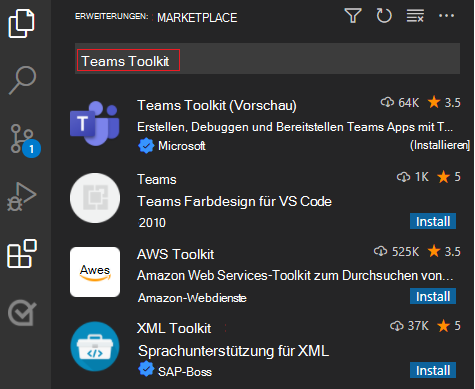 ERWEITERUNGEN: MARKETPLACE
Teams Toolkit
Teams Toolkit (Vorschau) 64K 3.5
Erstellen, Debuggen und Bereitstellen Teams Apps mit T...
Microsoft (Installieren]
Teams 1K 5
Teams Farbdesign für VS Code
2010 Install
AWS Toolkit 525K 3.5
Awes
Amazon Web Services-Toolkit zum Durchsuchen von...
Amazon-Webdienste Install
XML Toolkit 37K 5
Sprachunterstützung für XML
SAP-Boss Install
1